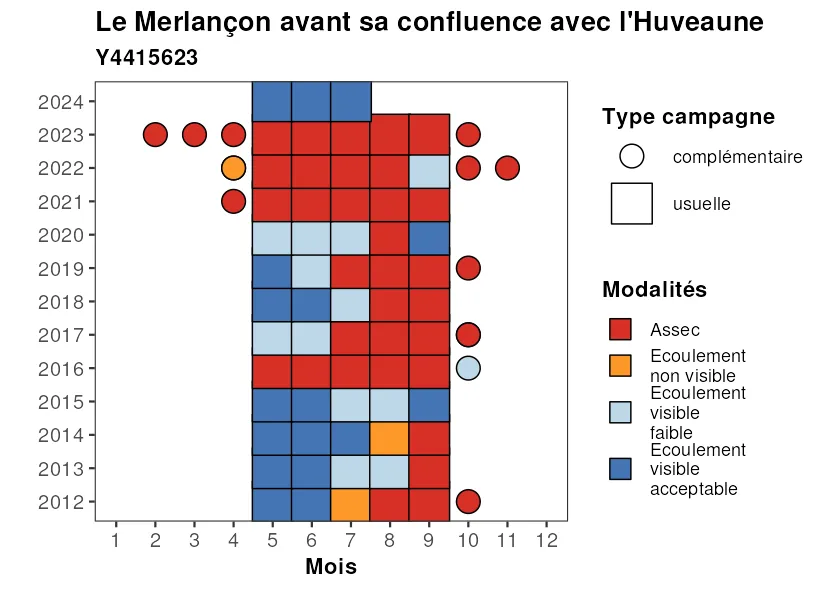 Le Merlançon avant sa confluence avec l'Huveaune
Y4415623
2024
2023
2022
2021
2020
2019
2018
2017
2016
2015
2014
2013
2012
1 2 3 4 5 6 7 8 9 10 11 12
Mois
Type campagne
complémentaire
usuelle
Modalités
Assec
Ecoulement
non visible
Ecoulement
visible
faible
Ecoulement
visible
acceptable